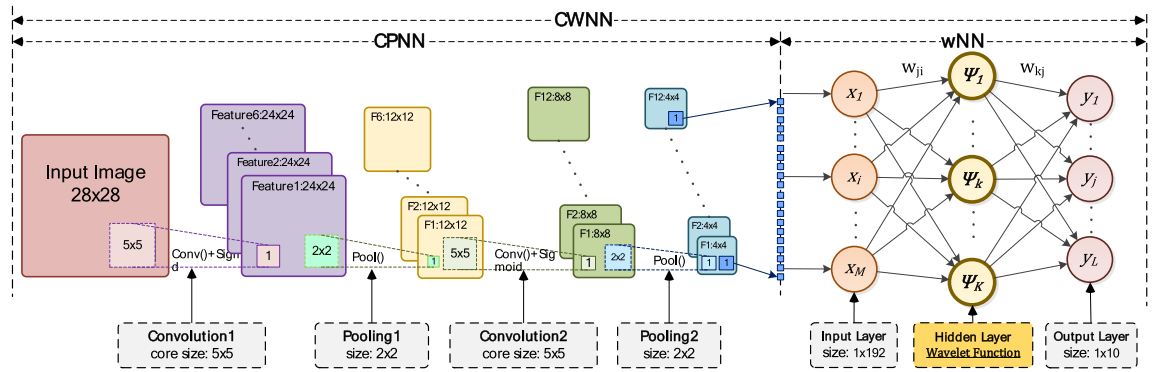 CWNN
CPNN
wNN
Input Image
28x28
5x5
Conv()+Sigm
d
Feature6:24x24
Feature2:24x24
Feature1:24x24
1
2x2
Pool()
F6:12x12
F2:12x12
F1:12x12
1
5x5
Conv()+Sig
moid
F12:8x8
F2:8x8
F1:8x8
1
2x2
Pool()
F12:4x4
1
F2:4x4
F1:4x4
1
1
wji
wkj
x1
xi
xM
Ψ1
Ψk
ΨK
y1
yj
yL
Convolution1
core size: 5x5
Pooling1
size: 2x2
Convolution2
core size: 5x5
Pooling2
size: 2x2
Input Layer
size: 1x192
Hidden Layer
Wavelet Function
Output Layer
size: 1x10